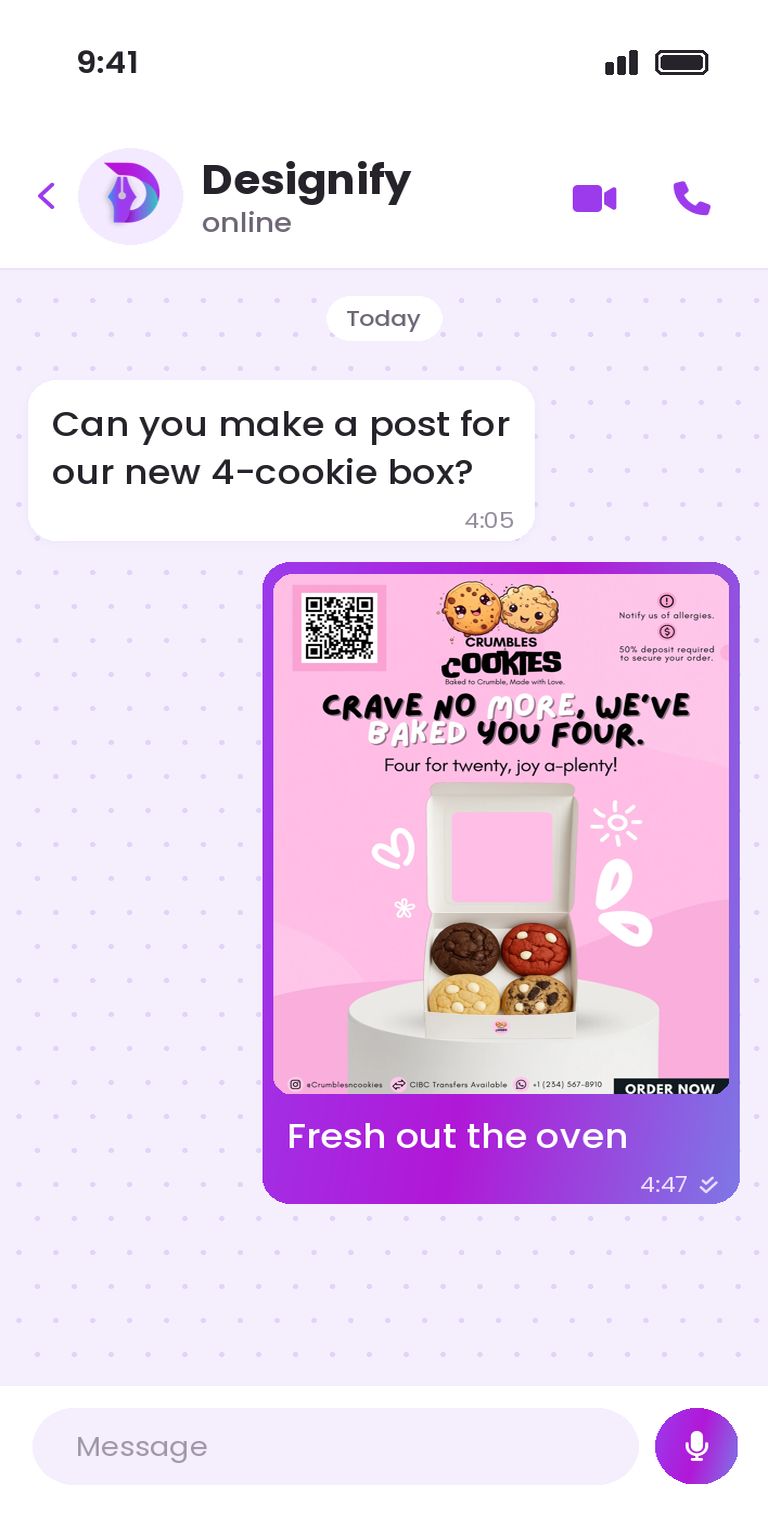 9:41
Designify
online
Today
Can you make a post for
our new 4-cookie box?
4:05
CRUMBLES
COOKIES
Baked to Crumble, Made with Love.
Notify us of allergies.
50% deposit required
to secure your order.
CRAVE NO MORE, WE'VE
BAKED YOU FOUR.
Four for twenty, joy a-plenty!
@Crumblesncookies
CIBC Transfers Available
+1 (234) 567-8910
ORDER NOW
Fresh out the oven
4:47
Message